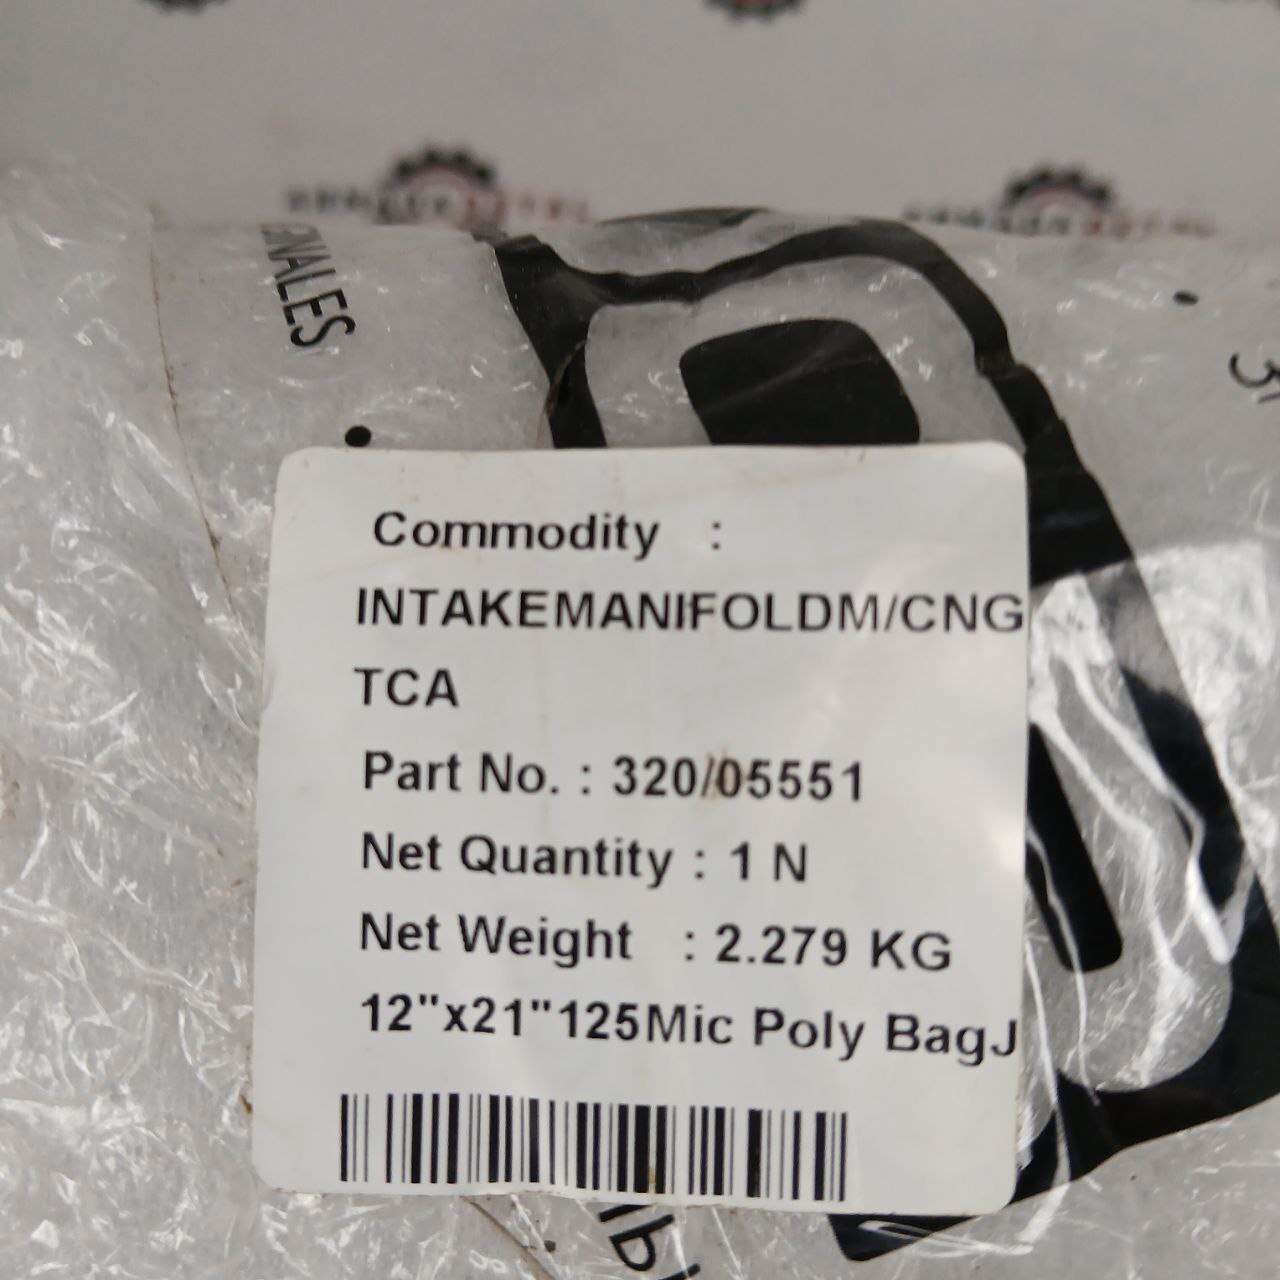 ENALES
Commodity :
INTAKEMANIFOLDM/CNG
TCA
Part No. : 320/05551
Net Quantity : 1 N
Net Weight : 2.279 KG
12"x21"125Mic Poly BagJ